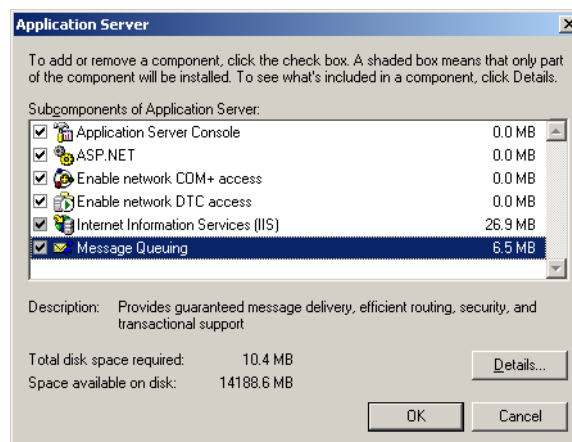 Application Server
To add or remove a component, click the check box. A shaded box means that only part
of the component will be installed. To see what's included in a component, click Details.
Subcomponents of Application Server:
Application Server Console 0.0 MB
ASP.NET 0.0 MB
Enable network COM+ access 0.0 MB
Enable network DTC access 0.0 MB
Internet Information Services (IIS) 26.9 MB
Message Queuing 6.5 MB
Description: Provides guaranteed message delivery, efficient routing, security, and
transactional support
Total disk space required: 10.4 MB
Space available on disk: 14188.6 MB
Details...
OK Cancel